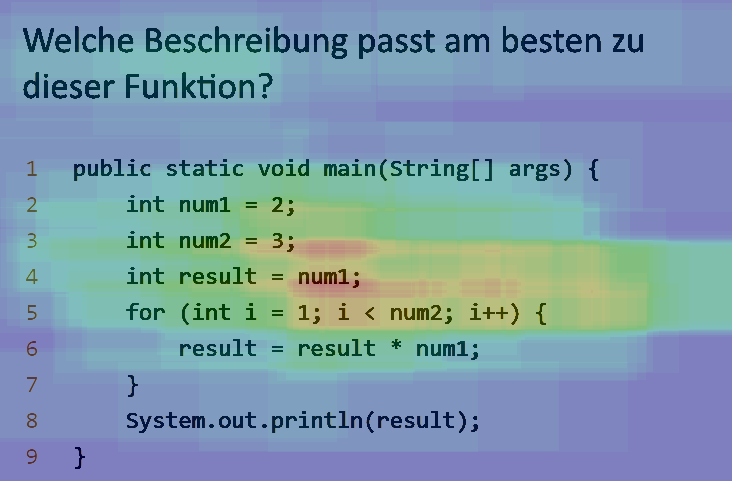 Welche Beschreibung passt am besten zu
dieser Funktion?
1 public static void main(String[] args) {
2 int num1 = 2;
3 int num2 = 3;
4 int result = num1;
5 for (int i = 1; i < num2; i++) {
6 result = result * num1;
7 }
8 System.out.println(result);
9 }